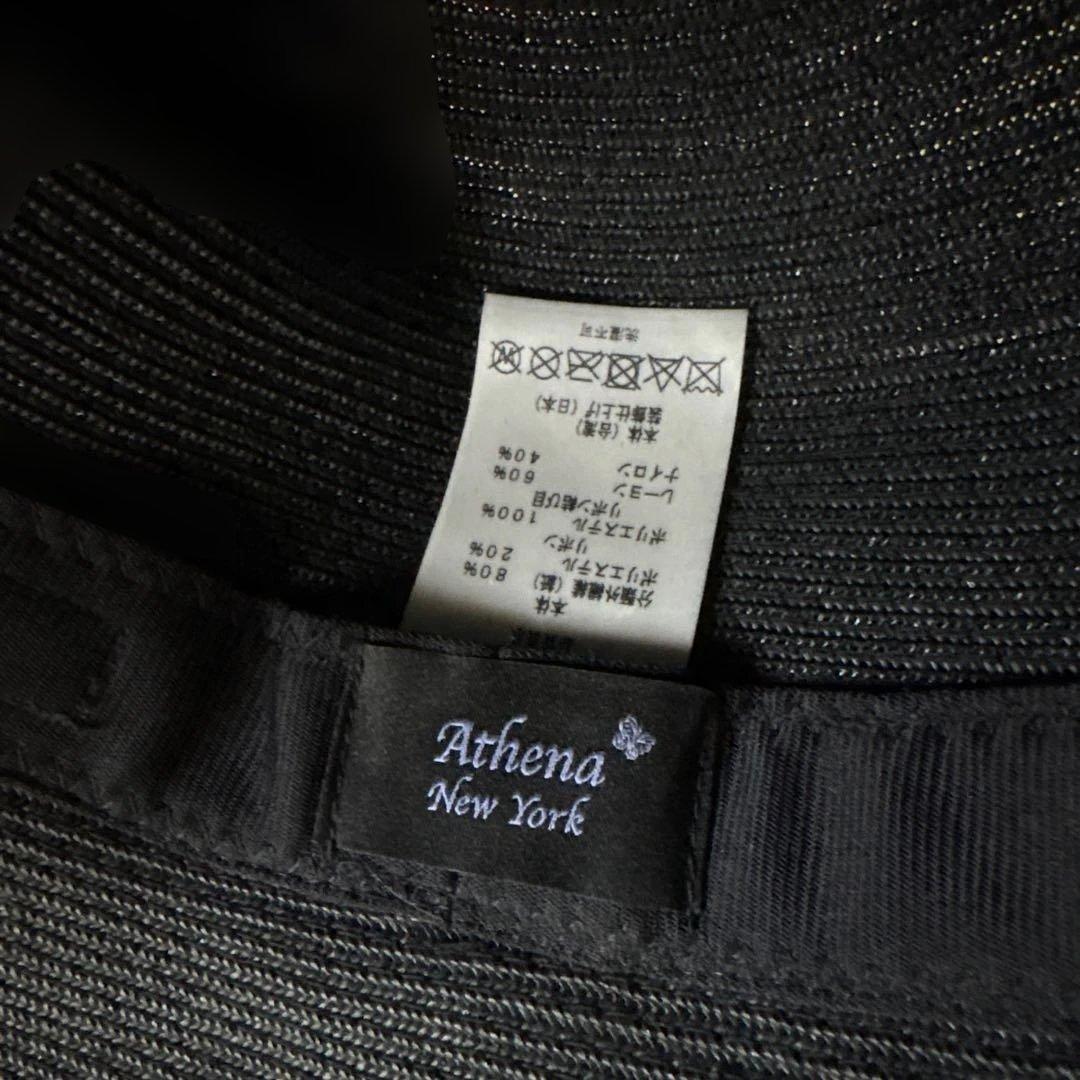 本体
分類外繊維（紙） 80%
ポリエステル 20%
リボン
ポリエステル 100%
リボン結び目
レーヨン 60%
ナイロン 40%
本体（台湾）
装飾仕上げ（日本）
洗濯不可
Athena
New York